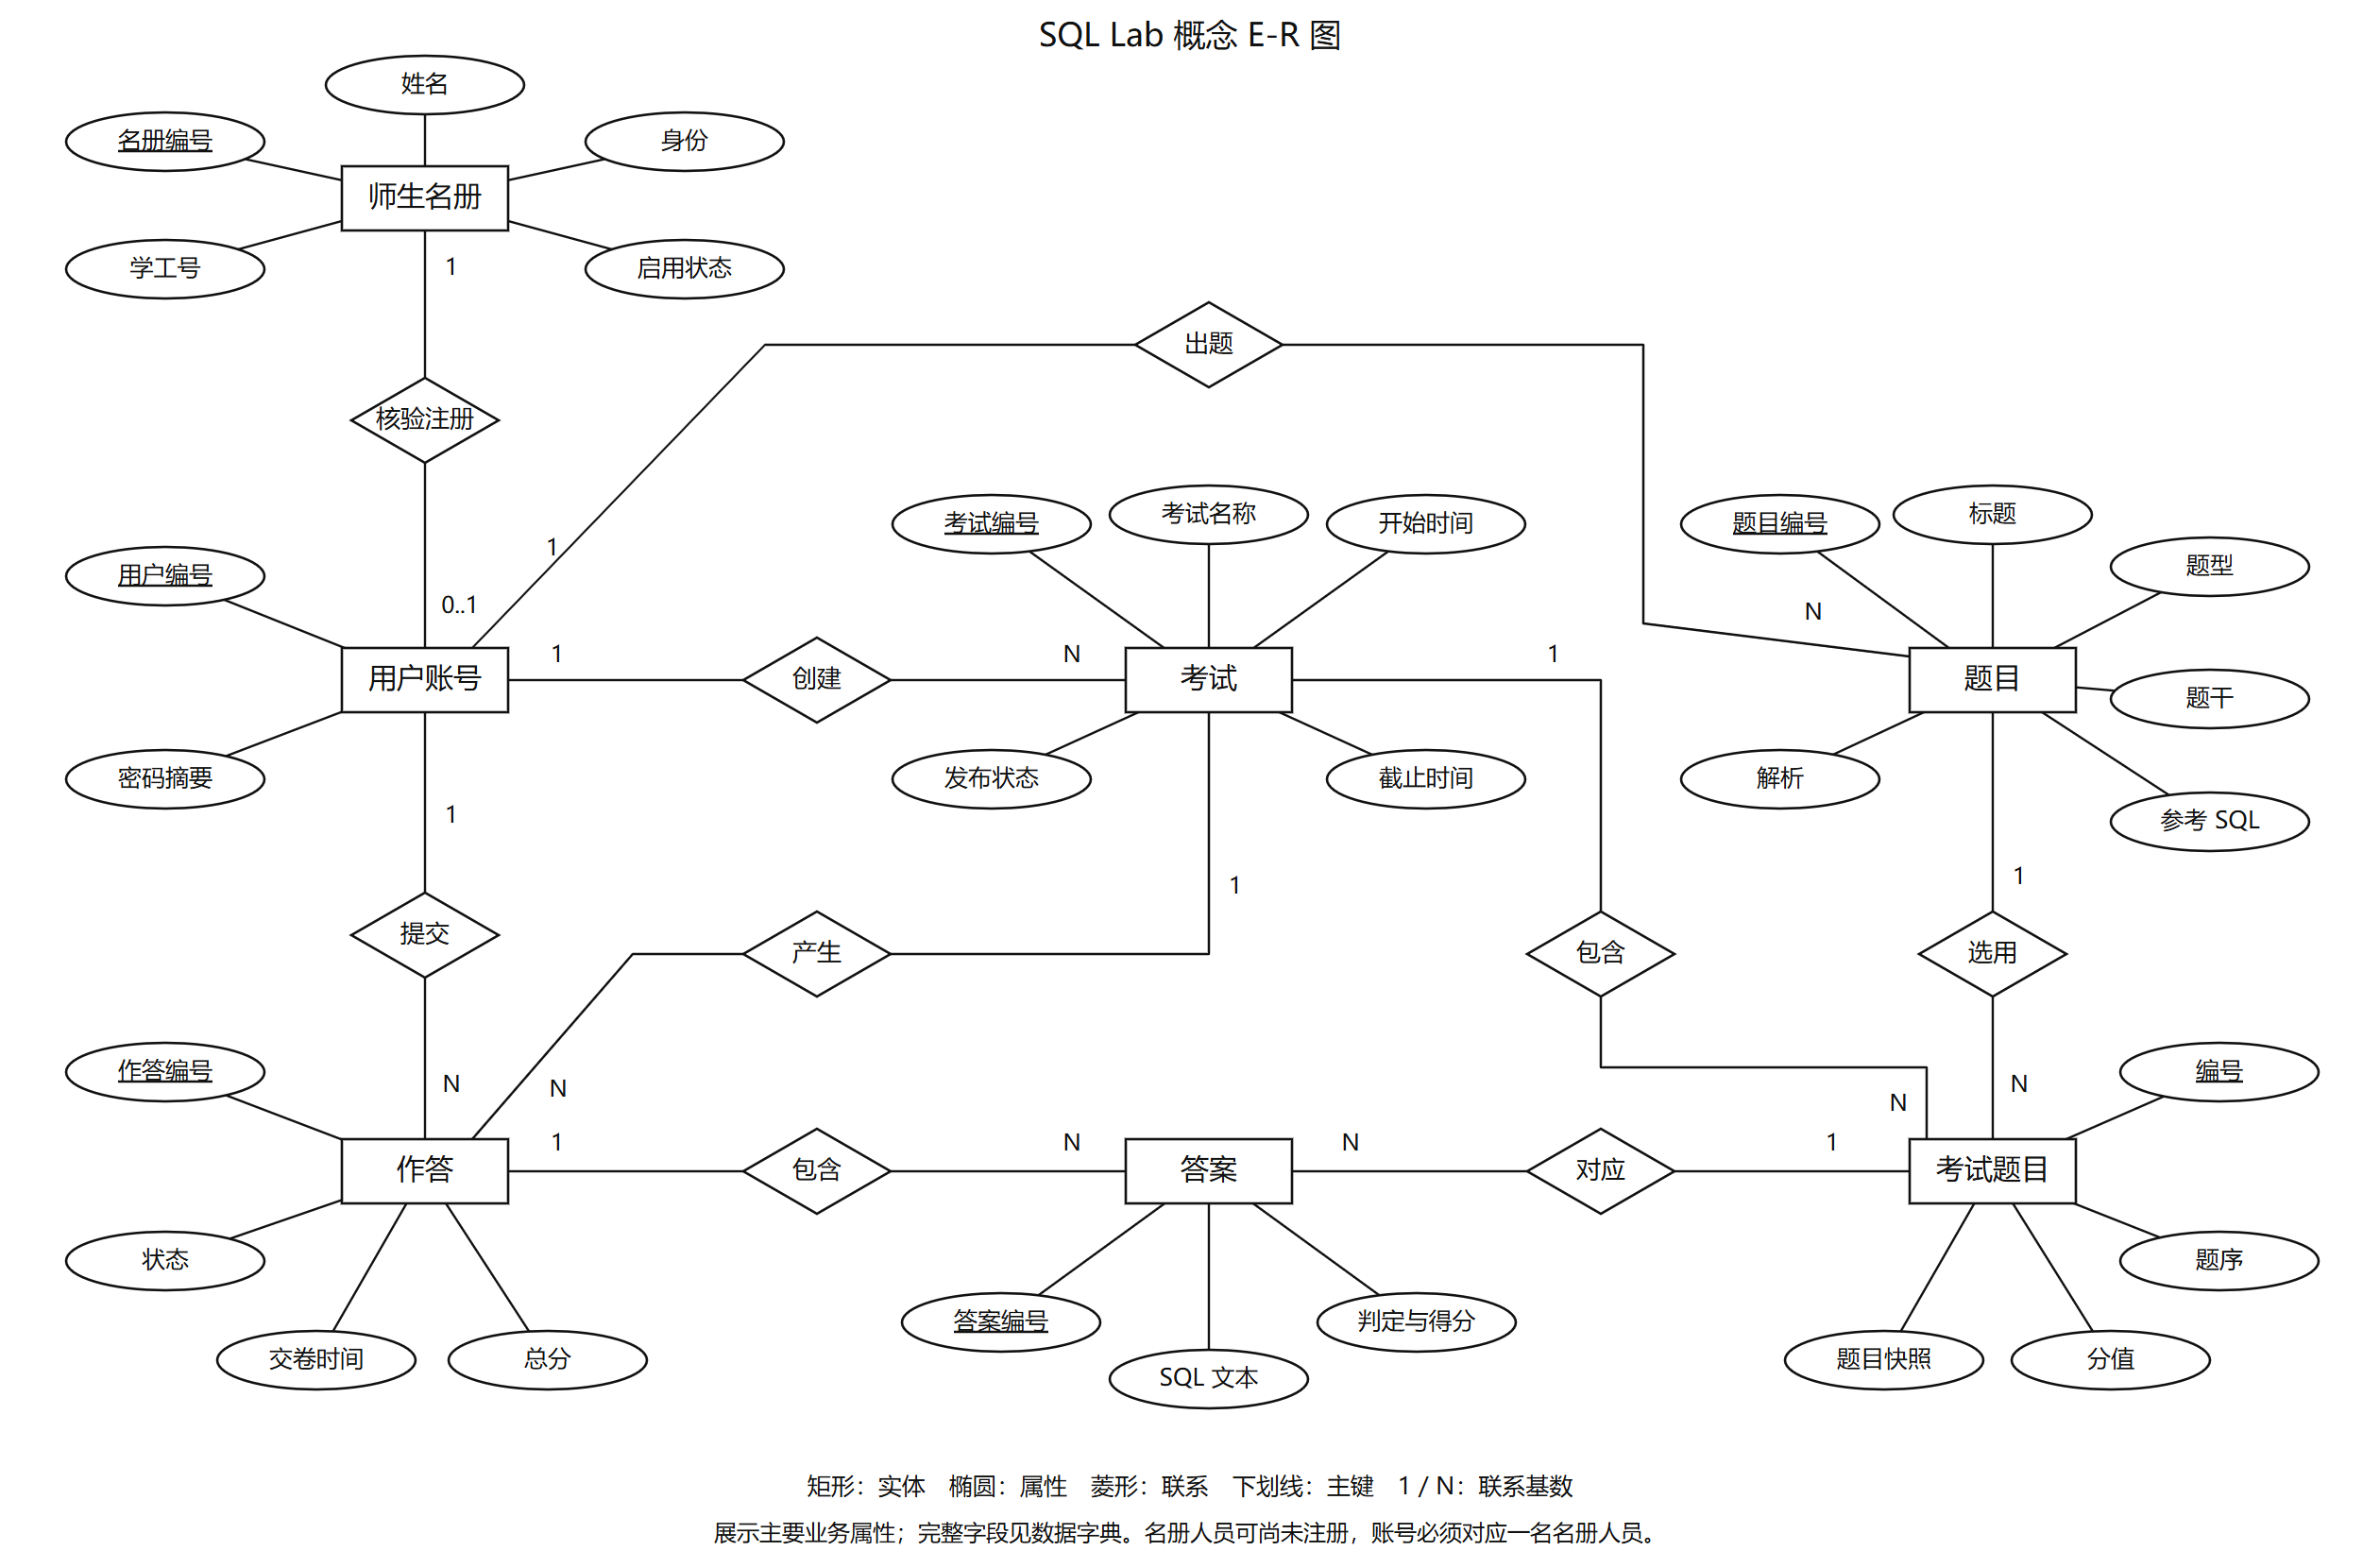 SQL Lab 概念 E-R 图
姓名
名册编号
身份
师生名册
学工号
启用状态
1
出题
核验注册
考试编号
考试名称
开始时间
题目编号
标题
题型
1
用户编号
0..1
N
1
N
1
用户账号
创建
考试
题目
题干
密码摘要
发布状态
截止时间
解析
参考 SQL
1
1
1
提交
产生
包含
选用
作答编号
N
N
N
N
编号
1
N
N
1
作答
包含
答案
对应
考试题目
状态
题序
答案编号
判定与得分
交卷时间
总分
SQL 文本
题目快照
分值
矩形：实体 椭圆：属性 菱形：联系 下划线：主键 1 / N：联系基数
展示主要业务属性；完整字段见数据字典。名册人员可尚未注册，账号必须对应一名名册人员。